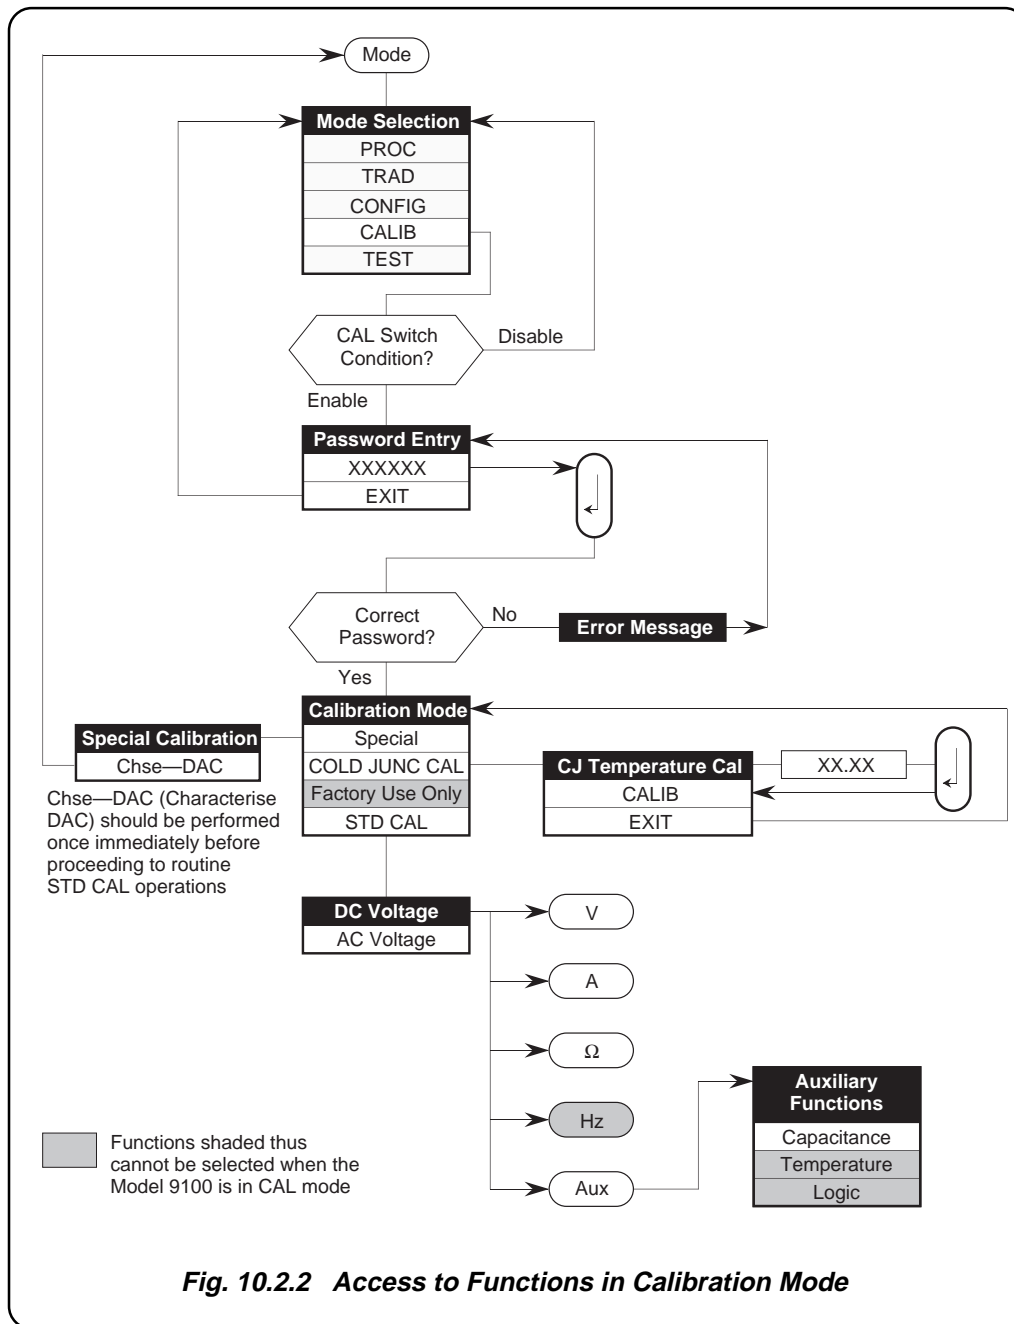 Mode
Mode Selection
PROC
TRAD
CONFIG
CALIB
TEST
CAL Switch
Condition?
Disable
Enable
Password Entry
XXXXXX
EXIT
Correct
Password?
No
Error Message
Yes
Calibration Mode
Special
COLD JUNC CAL
Factory Use Only
STD CAL
Special Calibration
Chse—DAC
Chse—DAC (Characterise
DAC) should be performed
once immediately before
proceeding to routine
STD CAL operations
CJ Temperature Cal
CALIB
EXIT
XX.XX
DC Voltage
AC Voltage
V
A
Ω
Hz
Aux
Auxiliary
Functions
Capacitance
Temperature
Logic
Functions shaded thus
cannot be selected when the
Model 9100 is in CAL mode
Fig. 10.2.2 Access to Functions in Calibration Mode